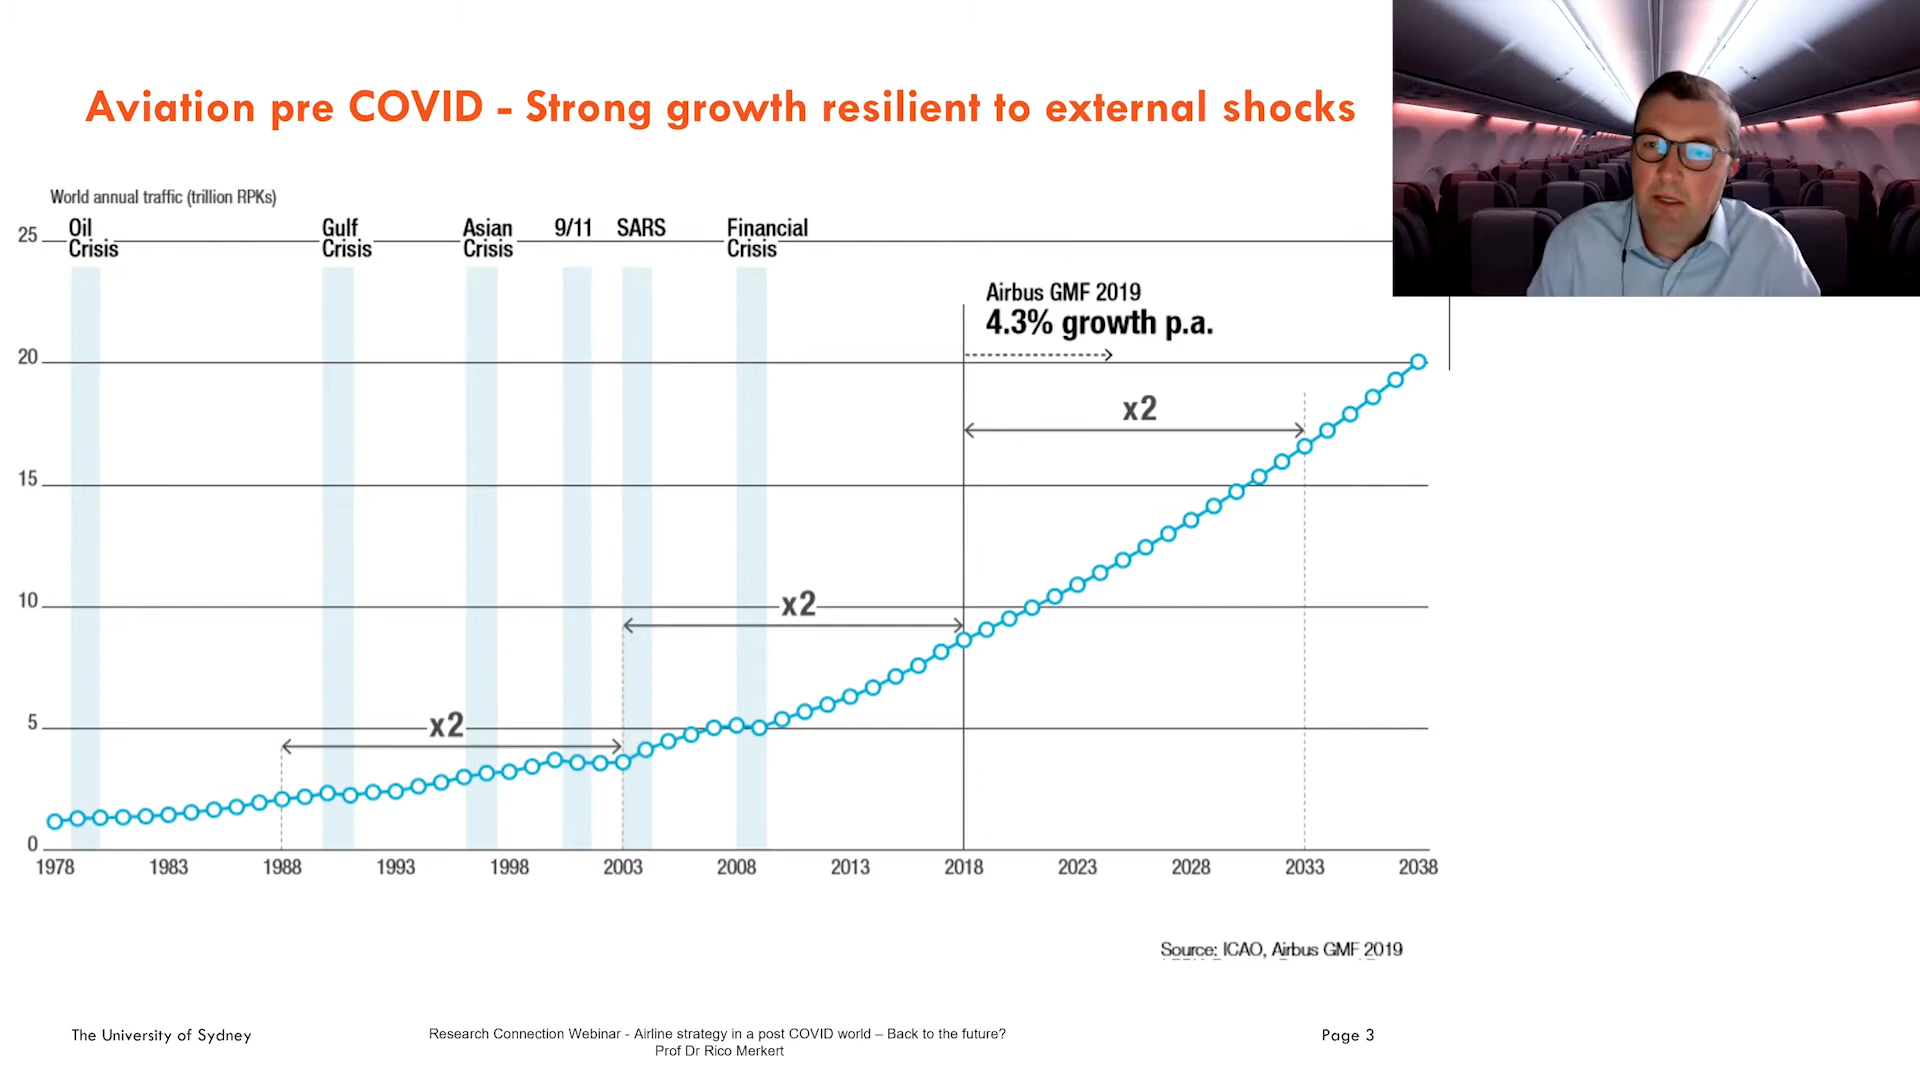 Aviation pre COVID - Strong growth resilient to external shocks
World annual traffic (trillion RPKs)
Oil Crisis
Gulf Crisis
Asian Crisis
9/11
SARS
Financial Crisis
25
Airbus GMF 2019
4.3% growth p.a.
20
x2
15
10
x2
5
x2
0
1978 1983 1988 1993 1998 2003 2008 2013 2018 2023 2028 2033 2038
Source: ICAO, Airbus GMF 2019
The University of Sydney
Research Connection Webinar - Airline strategy in a post COVID world – Back to the future?
Prof Dr Rico Merkert
Page 3